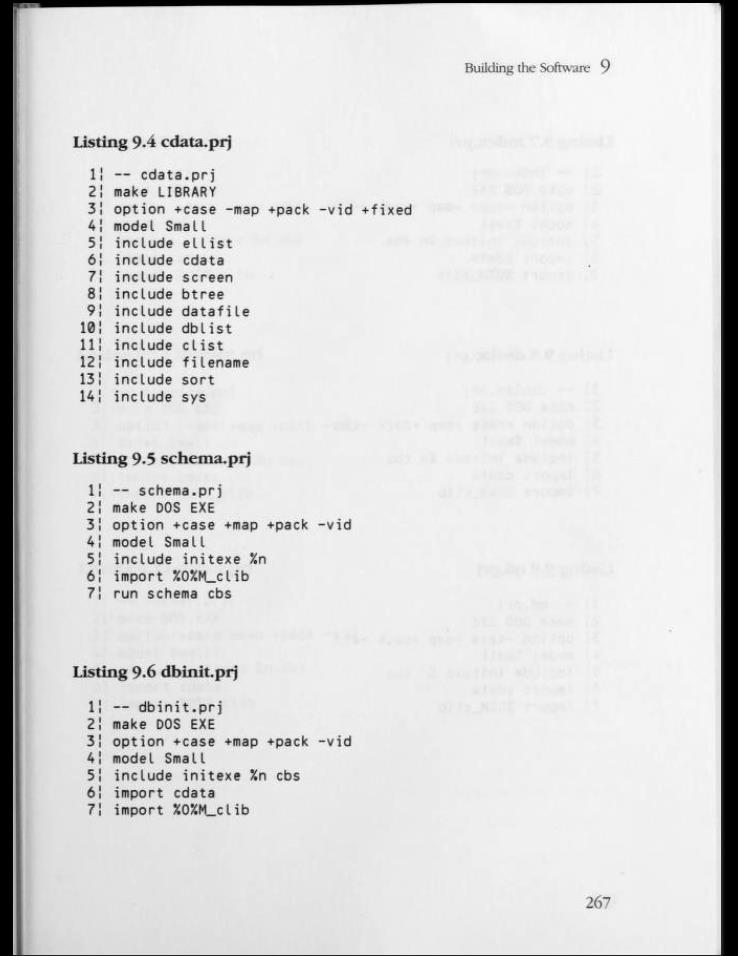 Building the Software 9
Listing 9.4 cdata.prj
1¦ -- cdata.prj
2¦ make LIBRARY
3¦ option +case -map +pack -vid +fixed
4¦ model Small
5¦ include ellist
6¦ include cdata
7¦ include screen
8¦ include btree
9¦ include datafile
10¦ include dblist
11¦ include clist
12¦ include filename
13¦ include sort
14¦ include sys
Listing 9.5 schema.prj
1¦ -- schema.prj
2¦ make DOS EXE
3¦ option +case +map +pack -vid
4¦ model Small
5¦ include initexe %n
6¦ import %O%M_clib
7¦ run schema cbs
Listing 9.6 dbinit.prj
1¦ -- dbinit.prj
2¦ make DOS EXE
3¦ option +case +map +pack -vid
4¦ model Small
5¦ include initexe %n cbs
6¦ import cdata
7¦ import %O%M_clib
267